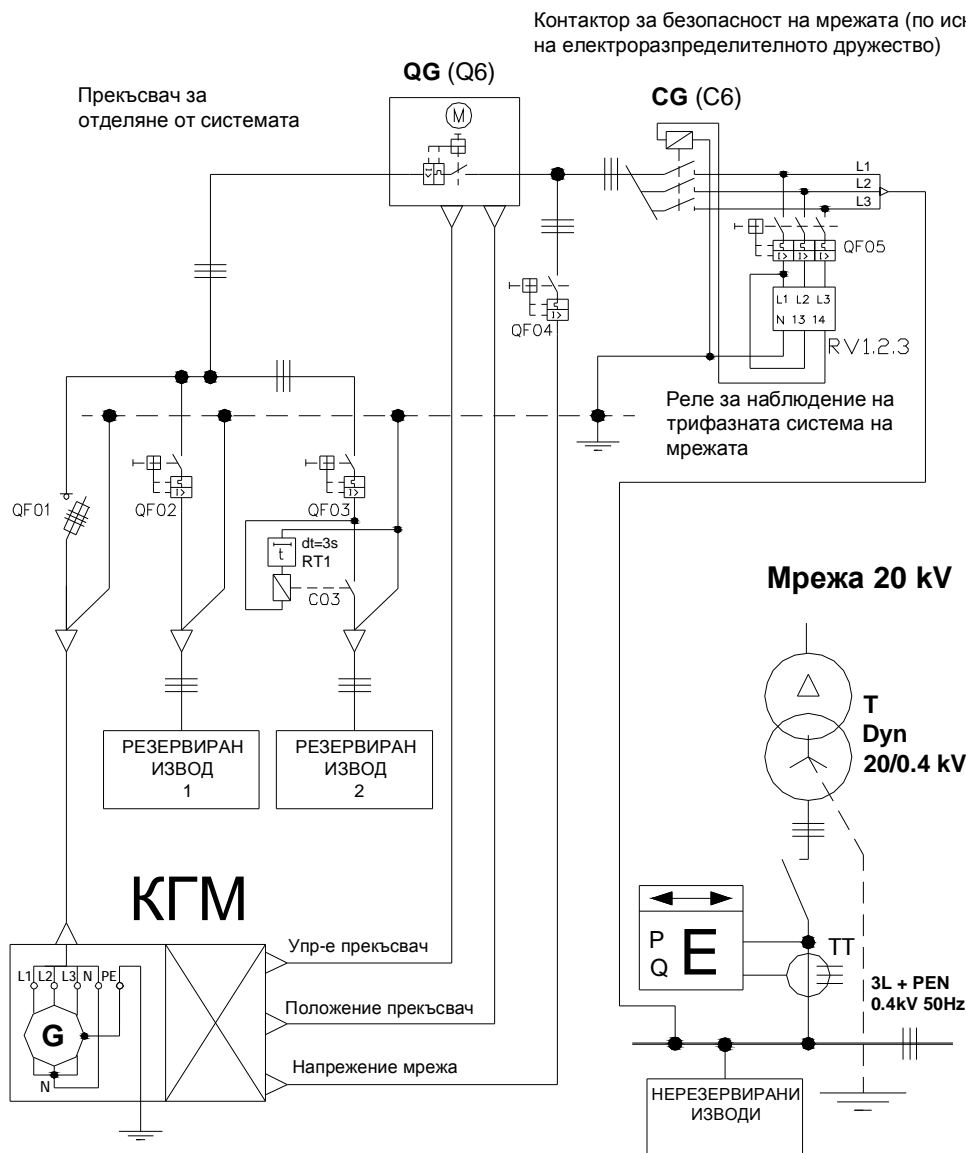 Контактор за безопасност на мрежата (по иск
на електроразпределителното дружество)
QG (Q6)
CG (C6)
Прекъсвач за
отделяне от системата
M
L1
L2
L3
QF05
L1 L2 L3
N 13 14
RV1.2.3
QF04
Реле за наблюдение на
трифазната система на
мрежата
QF01
QF02
QF03
t
dt=3s
RT1
C03
Мрежа 20 kV
T
Dyn
20/0.4 kV
РЕЗЕРВИРАН
ИЗВОД
1
РЕЗЕРВИРАН
ИЗВОД
2
КГМ
Упр-е прекъсвач
Положение прекъсвач
Напрежение мрежа
L1 L2 L3 N PE
G
N
P
Q
E
TT
3L + PEN
0.4kV 50Hz
НЕРЕЗЕРВИРАНИ
ИЗВОДИ